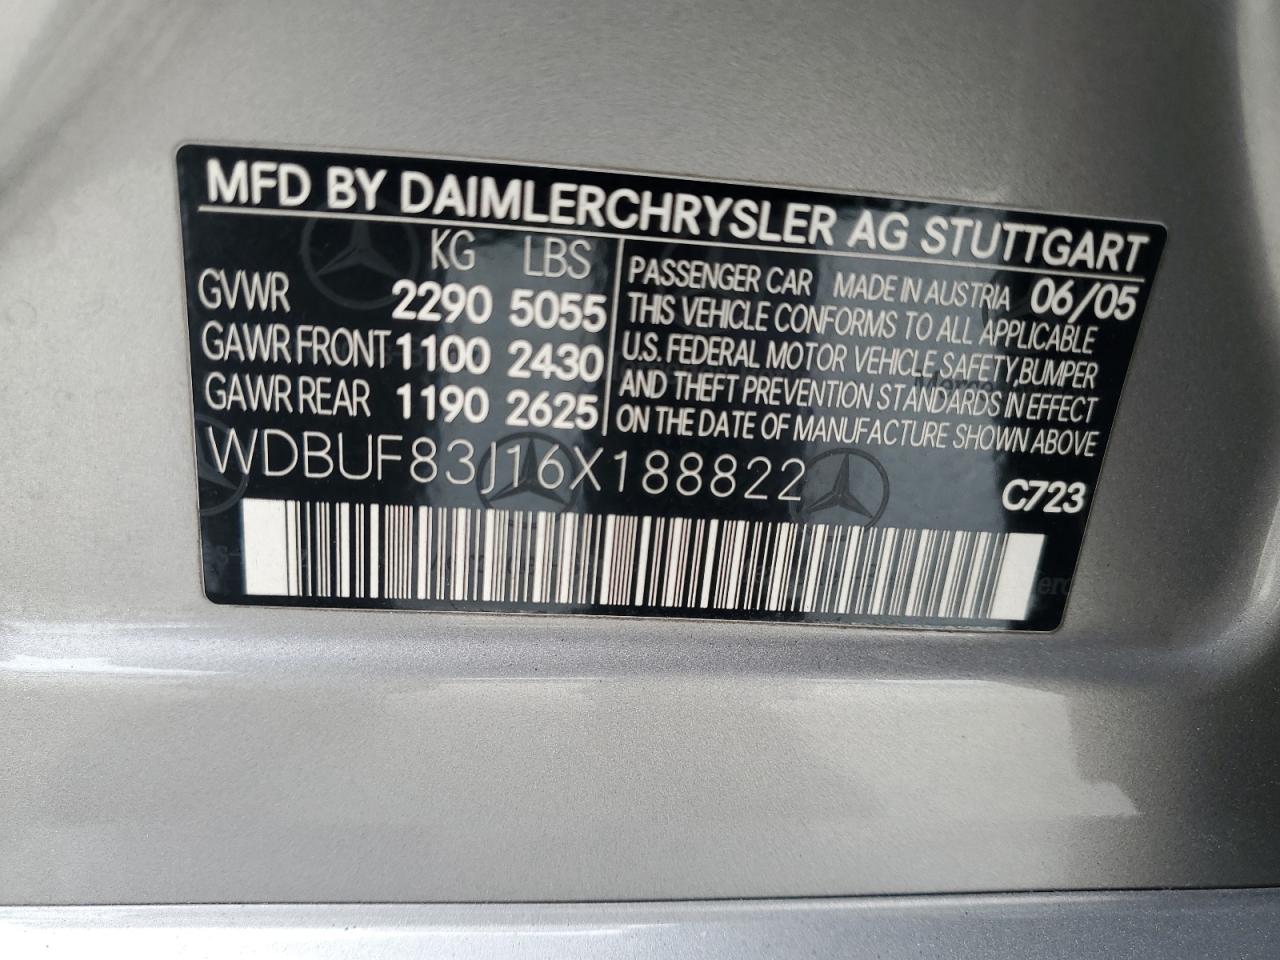 MFD BY DAIMLERCHRYSLER AG STUTTGART
KG LBS
GVWR 2290 5055
GAWR FRONT 1100 2430
GAWR REAR 1190 2625
PASSENGER CAR MADE IN AUSTRIA 06/05
THIS VEHICLE CONFORMS TO ALL APPLICABLE
U.S. FEDERAL MOTOR VEHICLE SAFETY,BUMPER
AND THEFT PREVENTION STANDARDS IN EFFECT
ON THE DATE OF MANUFACTURE SHOWN ABOVE
WDBUF83J16X188822
C723